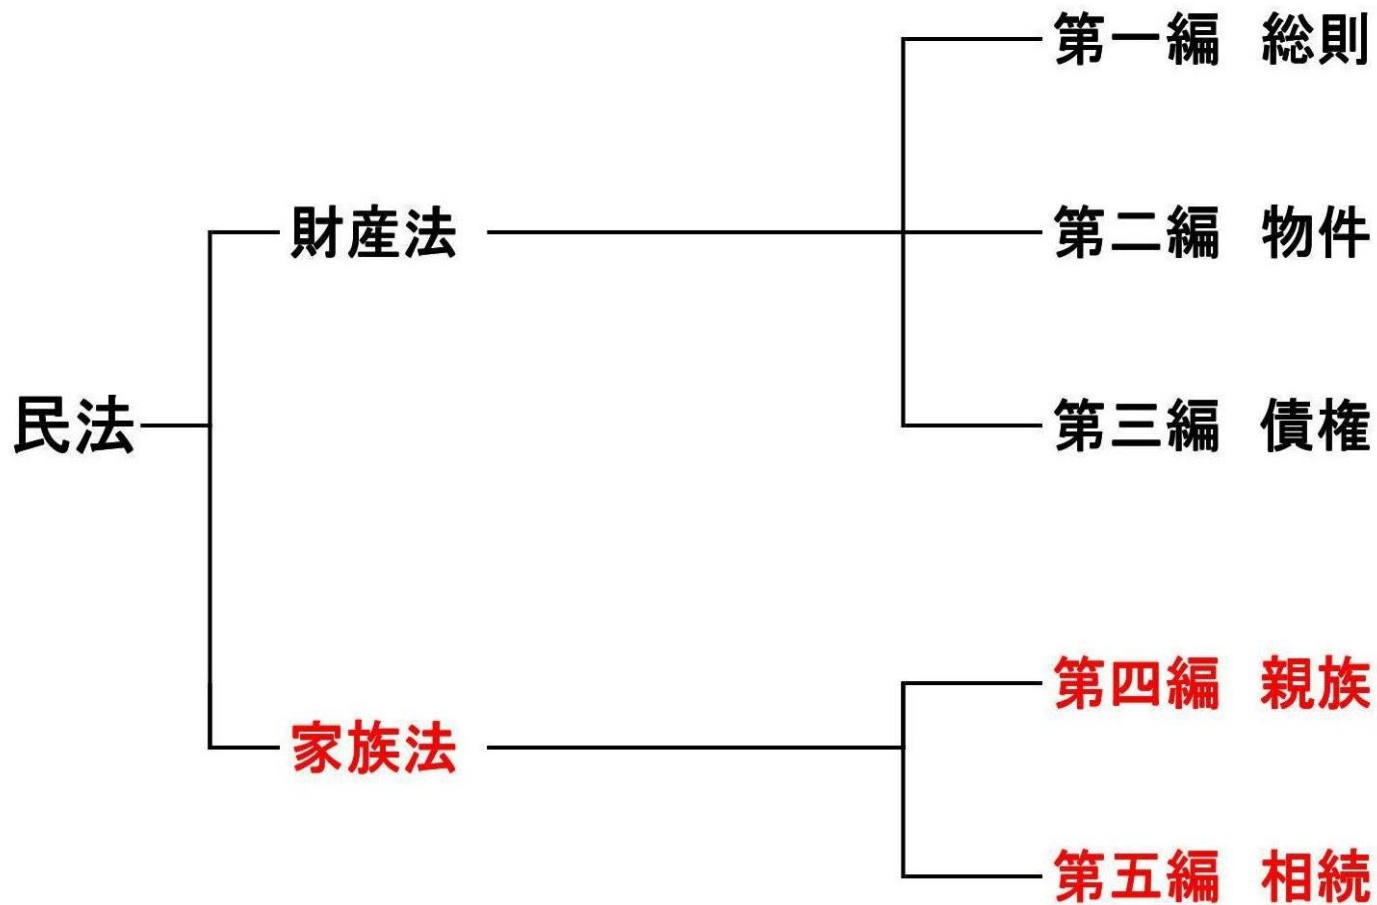 民法
財産法
第一編 総則
第二編 物件
第三編 債権
家族法
第四編 親族
第五編 相続